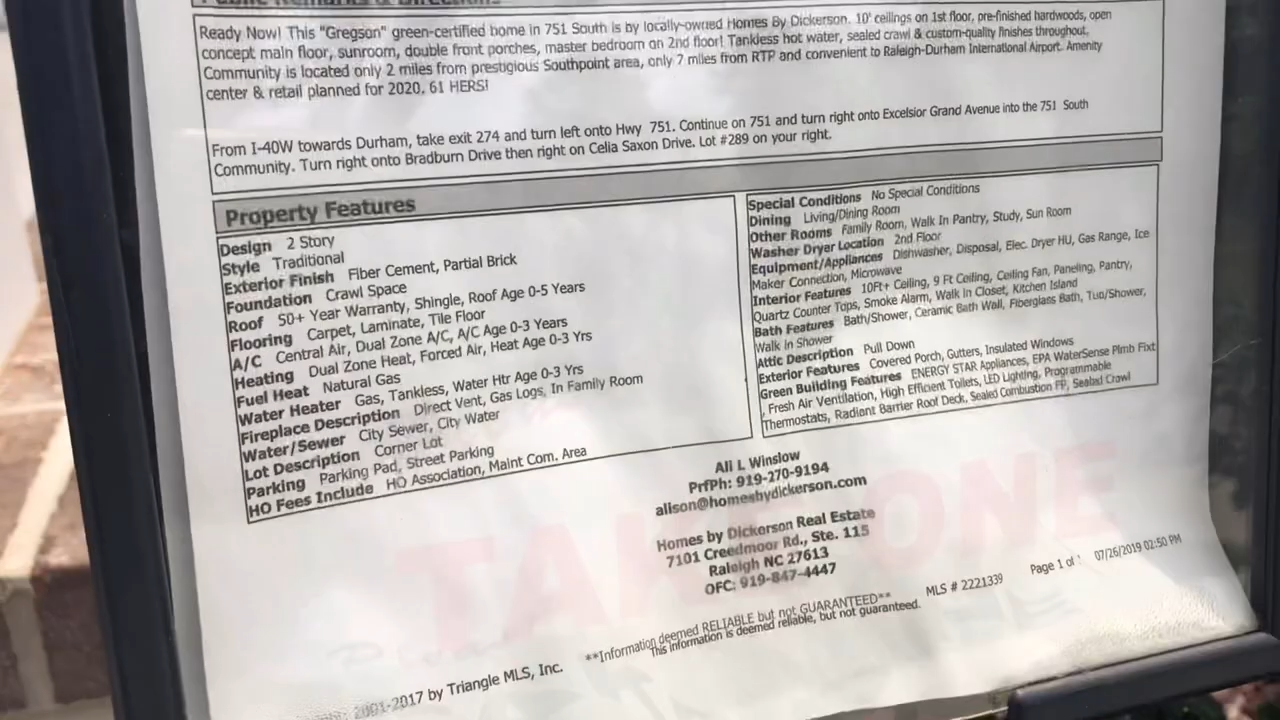 Ready Now! This "Gregson" green-certified home in 751 South is by locally-owned Homes By Dickerson. 10' ceilings on 1st floor, pre-finished hardwoods, open
concept main floor, sunroom, double front porches, master bedroom on 2nd floor! Tankless hot water, sealed crawl & custom-quality finishes throughout.
Community is located only 2 miles from prestigious Southpoint area, only 7 miles from RTP and convenient to Raleigh-Durham International Airport. Amenity
center & retail planned for 2020. 61 HERS!
From I-40W towards Durham, take exit 274 and turn left onto Hwy 751. Continue on 751 and turn right onto Excelsior Grand Avenue into the 751 South
Community. Turn right onto Bradburn Drive then right on Celia Saxon Drive. Lot #289 on your right.
Property Features
Design 2 Story
Style Traditional
Exterior Finish Fiber Cement, Partial Brick
Foundation Crawl Space
Roof 50+ Year Warranty, Shingle, Roof Age 0-5 Years
Flooring Carpet, Laminate, Tile Floor
A/C Central Air, Dual Zone A/C, A/C Age 0-3 Years
Heating Dual Zone Heat, Forced Air, Heat Age 0-3 Yrs
Fuel Heat Natural Gas
Water Heater Gas, Tankless, Water Htr Age 0-3 Yrs
Fireplace Description Direct Vent, Gas Logs, In Family Room
Water/Sewer City Sewer, City Water
Lot Description Corner Lot
Parking Parking Pad, Street Parking
HO Fees Include HO Association, Maint Com. Area
Special Conditions No Special Conditions
Dining Living/Dining Room
Other Rooms Family Room, Walk In Pantry, Study, Sun Room
Washer Dryer Location 2nd Floor
Equipment/Appliances Dishwasher, Disposal, Elec. Dryer HU, Gas Range, Ice
Maker Connection, Microwave
Interior Features 10Ft+ Ceiling, 9 Ft Ceiling, Ceiling Fan, Paneling, Pantry,
Quartz Counter Tops, Smoke Alarm, Walk In Closet, Kitchen Island
Bath Features Bath/Shower, Ceramic Bath Wall, Fiberglass Bath, Tub/Shower,
Walk In Shower
Attic Description Pull Down
Exterior Features Covered Porch, Gutters, Insulated Windows
Green Building Features ENERGY STAR Appliances, EPA WaterSense Plmb Fixt
, Fresh Air Ventilation, High Efficient Toilets, LED Lighting, Programmable
Thermostats, Radiant Barrier Roof Deck, Sealed Combustion FP, Sealed Crawl
Ali L Winslow
PrfPh: 919-270-9194
alison@homesbydickerson.com
Homes by Dickerson Real Estate
7101 Creedmoor Rd., Ste. 115
Raleigh NC 27613
OFC: 919-847-4447
TAKE ONE
**Information deemed RELIABLE but not GUARANTEED** MLS # 2221339 Page 1 of 07/26/2019 02:50 PM
This information is deemed reliable, but not guaranteed.
2001-2017 by Triangle MLS, Inc.